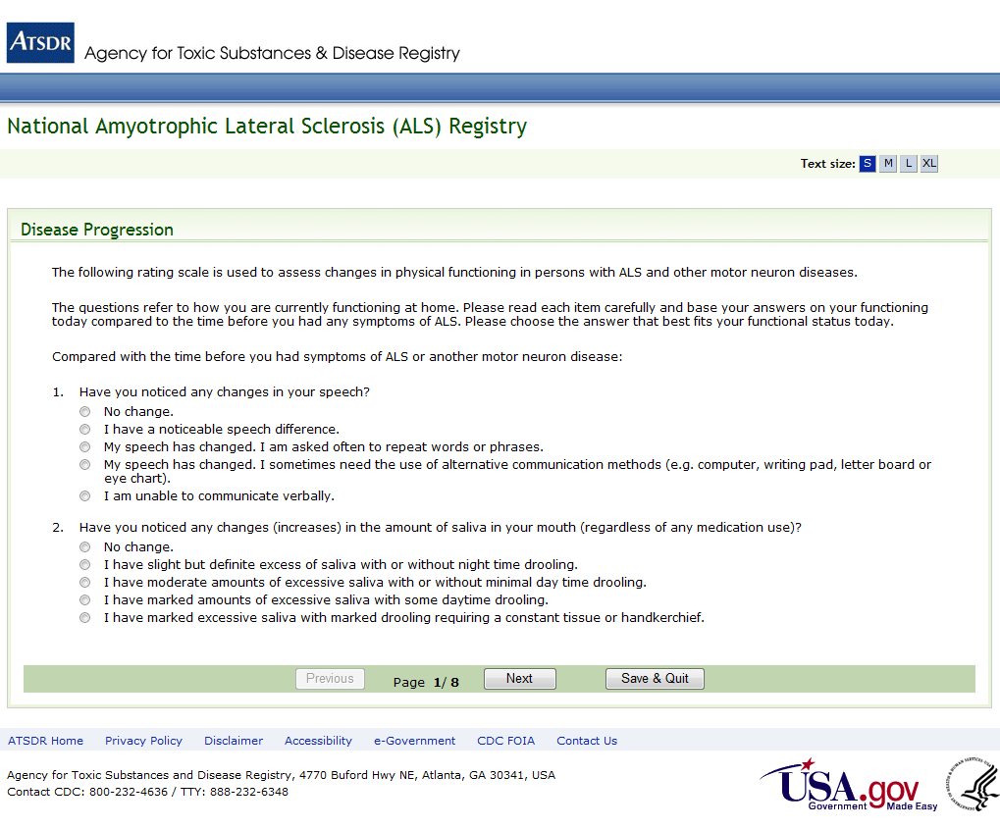 ATSDR
Agency for Toxic Substances & Disease Registry
National Amyotrophic Lateral Sclerosis (ALS) Registry
Text size: S M L XL
Disease Progression
The following rating scale is used to assess changes in physical functioning in persons with ALS and other motor neuron diseases.
The questions refer to how you are currently functioning at home. Please read each item carefully and base your answers on your functioning
today compared to the time before you had any symptoms of ALS. Please choose the answer that best fits your functional status today.
Compared with the time before you had symptoms of ALS or another motor neuron disease:
1. Have you noticed any changes in your speech?
No change.
I have a noticeable speech difference.
My speech has changed. I am asked often to repeat words or phrases.
My speech has changed. I sometimes need the use of alternative communication methods (e.g. computer, writing pad, letter board or
eye chart).
I am unable to communicate verbally.
2. Have you noticed any changes (increases) in the amount of saliva in your mouth (regardless of any medication use)?
No change.
I have slight but definite excess of saliva with or without night time drooling.
I have moderate amounts of excessive saliva with or without minimal day time drooling.
I have marked amounts of excessive saliva with some daytime drooling.
I have marked excessive saliva with marked drooling requiring a constant tissue or handkerchief.
Previous Page 1/ 8 Next Save & Quit
ATSDR Home Privacy Policy Disclaimer Accessibility e-Government CDC FOIA Contact Us
Agency for Toxic Substances and Disease Registry, 4770 Buford Hwy NE, Atlanta, GA 30341, USA
Contact CDC: 800-232-4636 / TTY: 888-232-6348
USA.gov
Government Made Easy